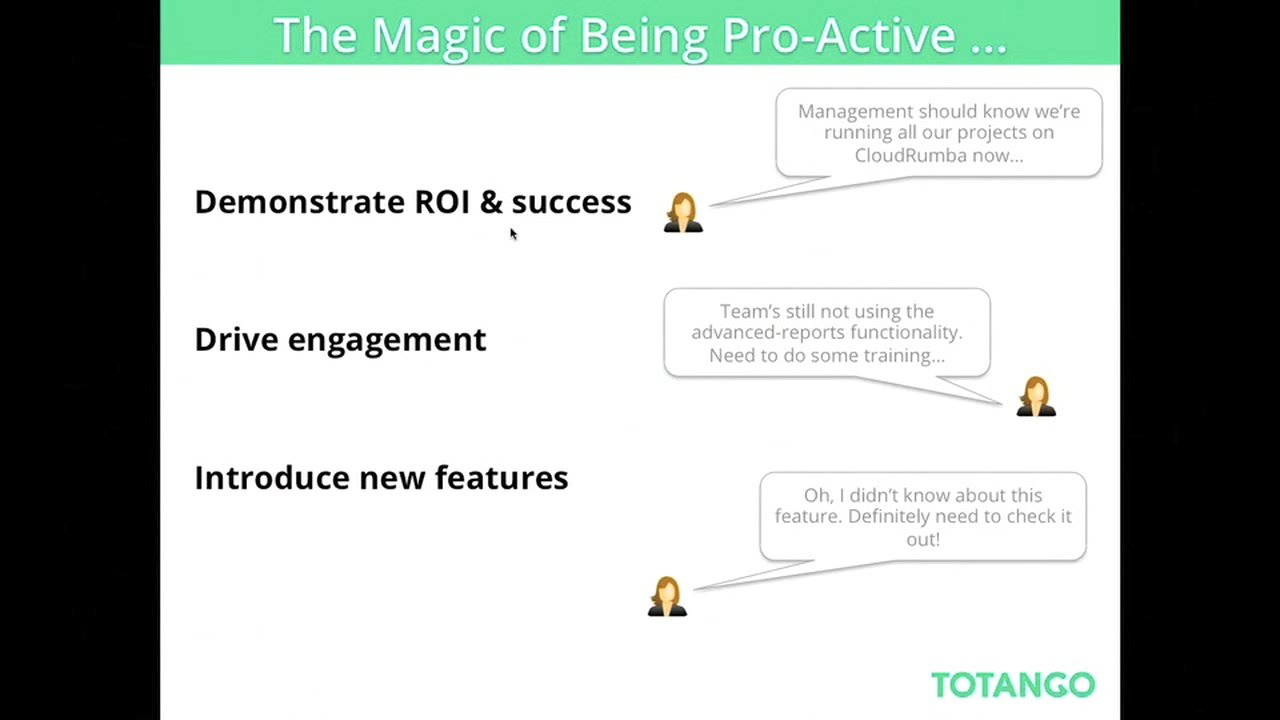 The Magic of Being Pro-Active ...
Management should know we’re
running all our projects on
CloudRumba now...
Demonstrate ROI & success
Team’s still not using the
advanced-reports functionality.
Need to do some training...
Drive engagement
Introduce new features
Oh, I didn’t know about this
feature. Definitely need to check it
out!
TOTANGO